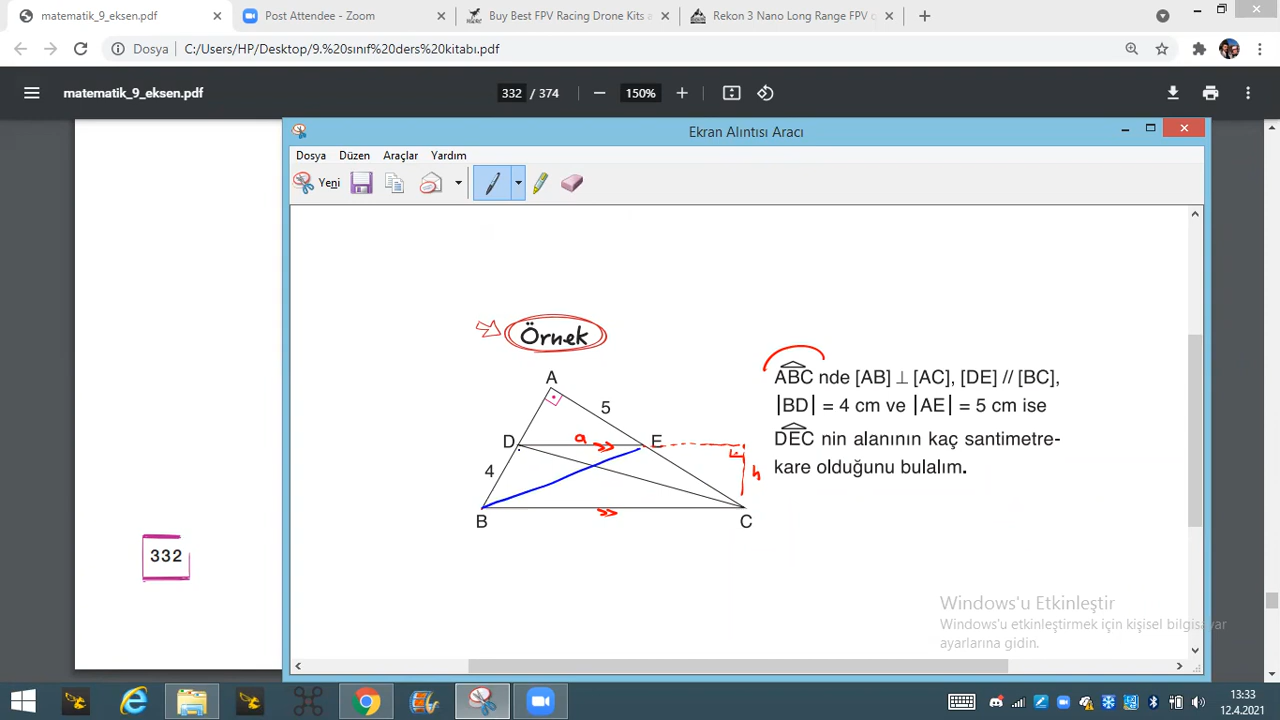 matematik_9_eksen.pdf
Post Attendee - Zoom
Buy Best FPV Racing Drone Kits a
Rekon 3 Nano Long Range FPV
Dosya
C:/Users/HP/Desktop/9.%20sınıf%20ders%20kitabı.pdf
matematik_9_eksen.pdf
332 / 374
150%
Ekran Alıntısı Aracı
Dosya Düzen Araçlar Yardım
Yeni
Örnek
A
5
D
a
E
4
h
B
C
ABC nde [AB] ⊥ [AC], [DE] // [BC],
|BD| = 4 cm ve |AE| = 5 cm ise
DEC nin alanının kaç santimetre-
kare olduğunu bulalım.
332
Windows'u Etkinleştir
Windows'u etkinleştirmek için kişisel bilgisayar
ayarlarına gidin.
13:33
12.4.2021